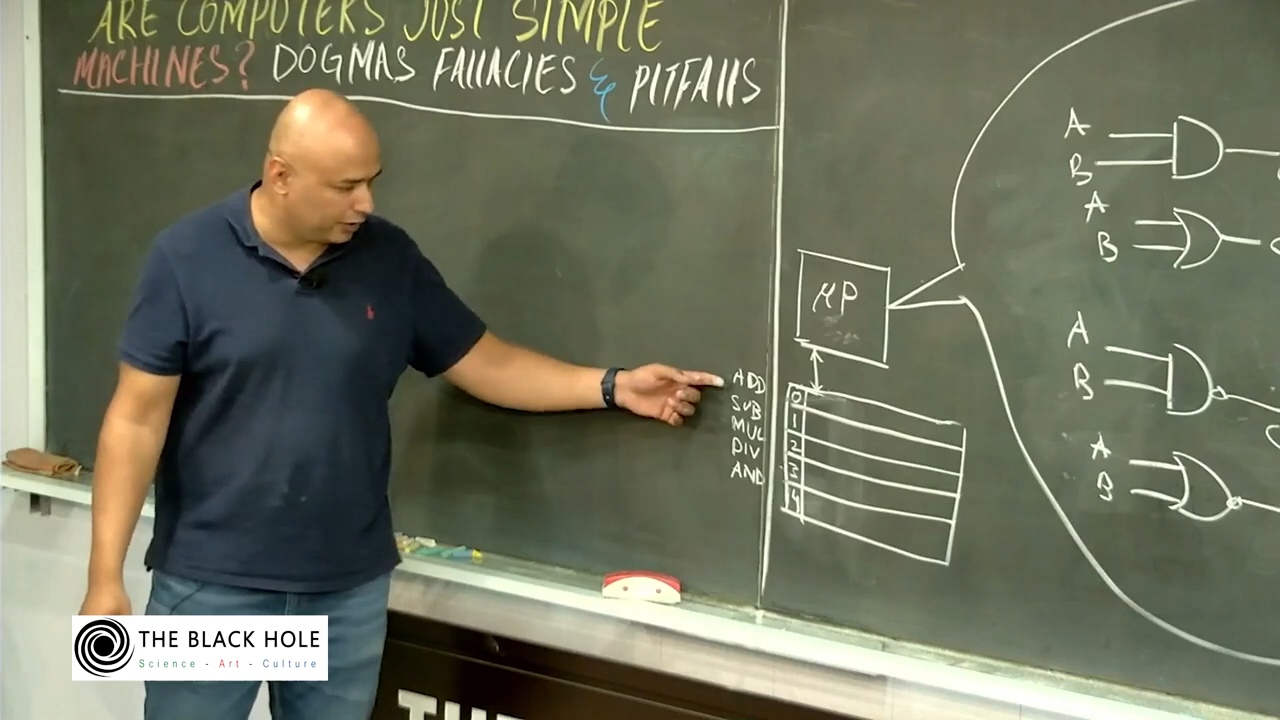 ARE COMPUTERS JUST SIMPLE
MACHINES? DOGMAS FALLACIES & PITFALLS
A
B
A
B
μP
A
B
ADD
SUB
MUL
DIV
AND
0
1
2
3
4
A
B
THE BLACK HOLE
Science - Art - Culture